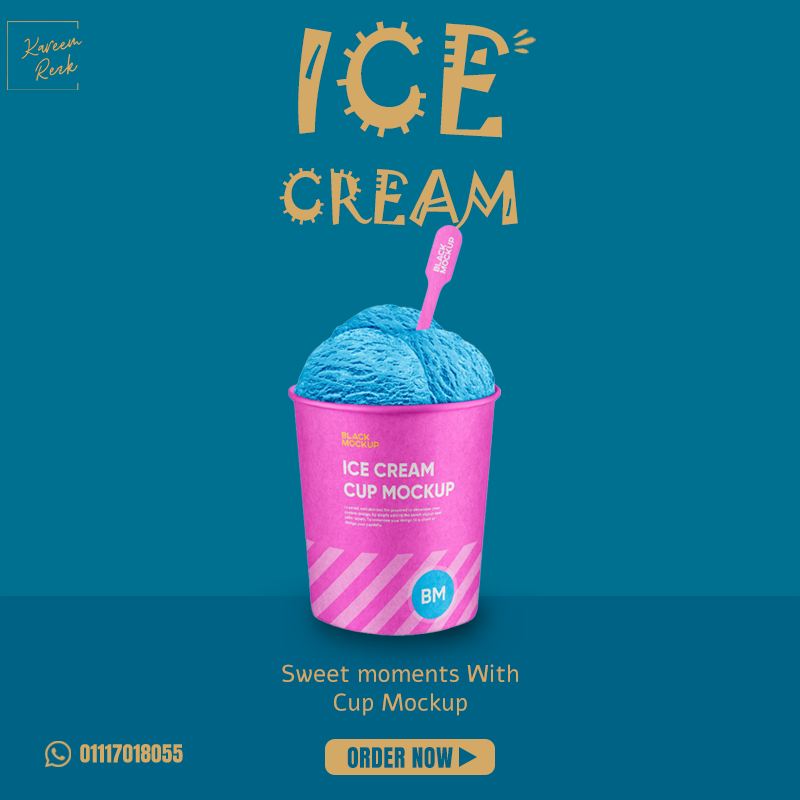 Kareem
Rezk
ICE
CREAM
BLACK
MOCKUP
BLACK
MOCKUP
ICE CREAM
CUP MOCKUP
BM
Sweet moments With
Cup Mockup
01117018055
ORDER NOW